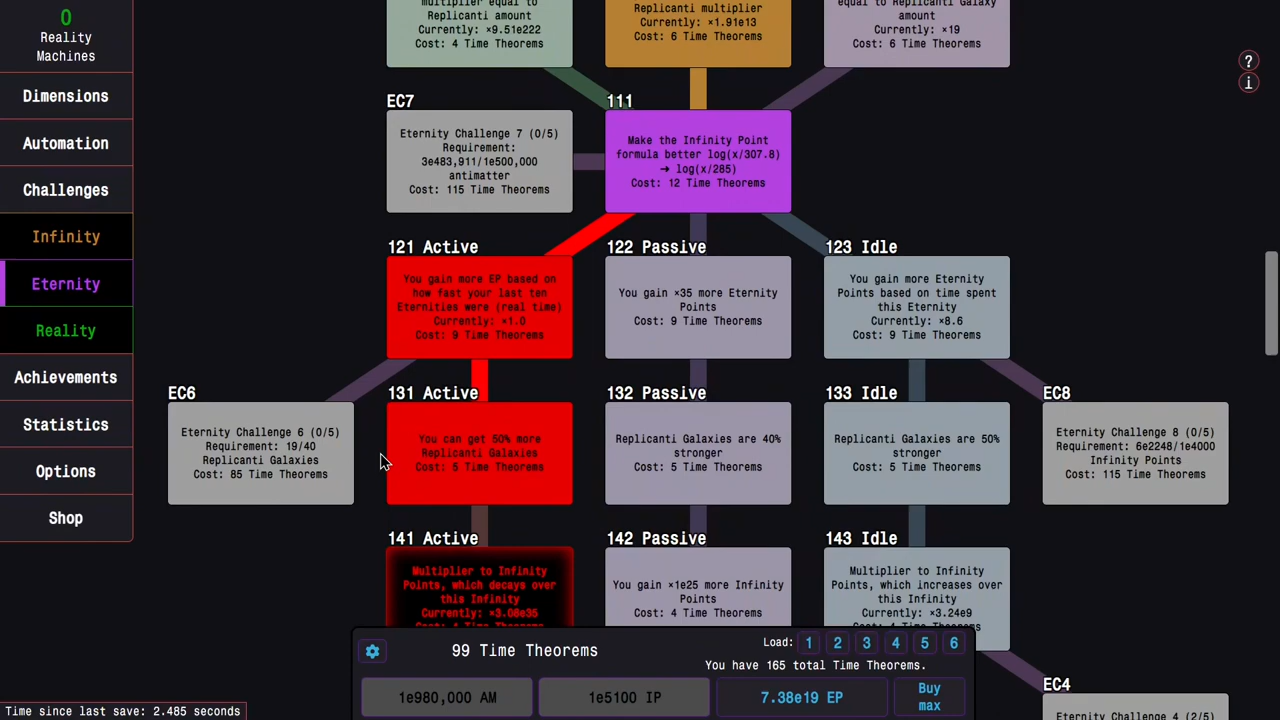 0
Reality
Machines
Dimensions
Automation
Challenges
Infinity
Eternity
Reality
Achievements
Statistics
Options
Shop
Time since last save: 2.485 seconds
multiplier equal to
Replicanti amount
Currently: ×9.51e222
Cost: 4 Time Theorems
Replicanti multiplier
Currently: ×1.91e13
Cost: 6 Time Theorems
equal to Replicanti Galaxy
amount
Currently: ×19
Cost: 6 Time Theorems
?
i
EC7
Eternity Challenge 7 (0/5)
Requirement:
3e483,911/1e500,000
antimatter
Cost: 115 Time Theorems
111
Make the Infinity Point
formula better log(x/307.8)
➜ log(x/285)
Cost: 12 Time Theorems
121 Active
You gain more EP based on
how fast your last ten
Eternities were (real time)
Currently: ×1.0
Cost: 9 Time Theorems
122 Passive
You gain ×35 more Eternity
Points
Cost: 9 Time Theorems
123 Idle
You gain more Eternity
Points based on time spent
this Eternity
Currently: ×8.6
Cost: 9 Time Theorems
EC6
Eternity Challenge 6 (0/5)
Requirement: 19/40
Replicanti Galaxies
Cost: 85 Time Theorems
131 Active
You can get 50% more
Replicanti Galaxies
Cost: 5 Time Theorems
132 Passive
Replicanti Galaxies are 40%
stronger
Cost: 5 Time Theorems
133 Idle
Replicanti Galaxies are 50%
stronger
Cost: 5 Time Theorems
EC8
Eternity Challenge 8 (0/5)
Requirement: 6e2248/1e4000
Infinity Points
Cost: 115 Time Theorems
141 Active
Multiplier to Infinity
Points, which decays over
this Infinity
Currently: ×3.08e35
Cost: 4 Time Theorems
142 Passive
You gain ×1e25 more Infinity
Points
Cost: 4 Time Theorems
143 Idle
Multiplier to Infinity
Points, which increases over
this Infinity
Currently: ×3.24e9
Cost: 4 Time Theorems
EC4
Eternity Challenge 4 (2/5)
99 Time Theorems
Load: 1 2 3 4 5 6
You have 165 total Time Theorems.
1e980,000 AM
1e5100 IP
7.38e19 EP
Buy
max